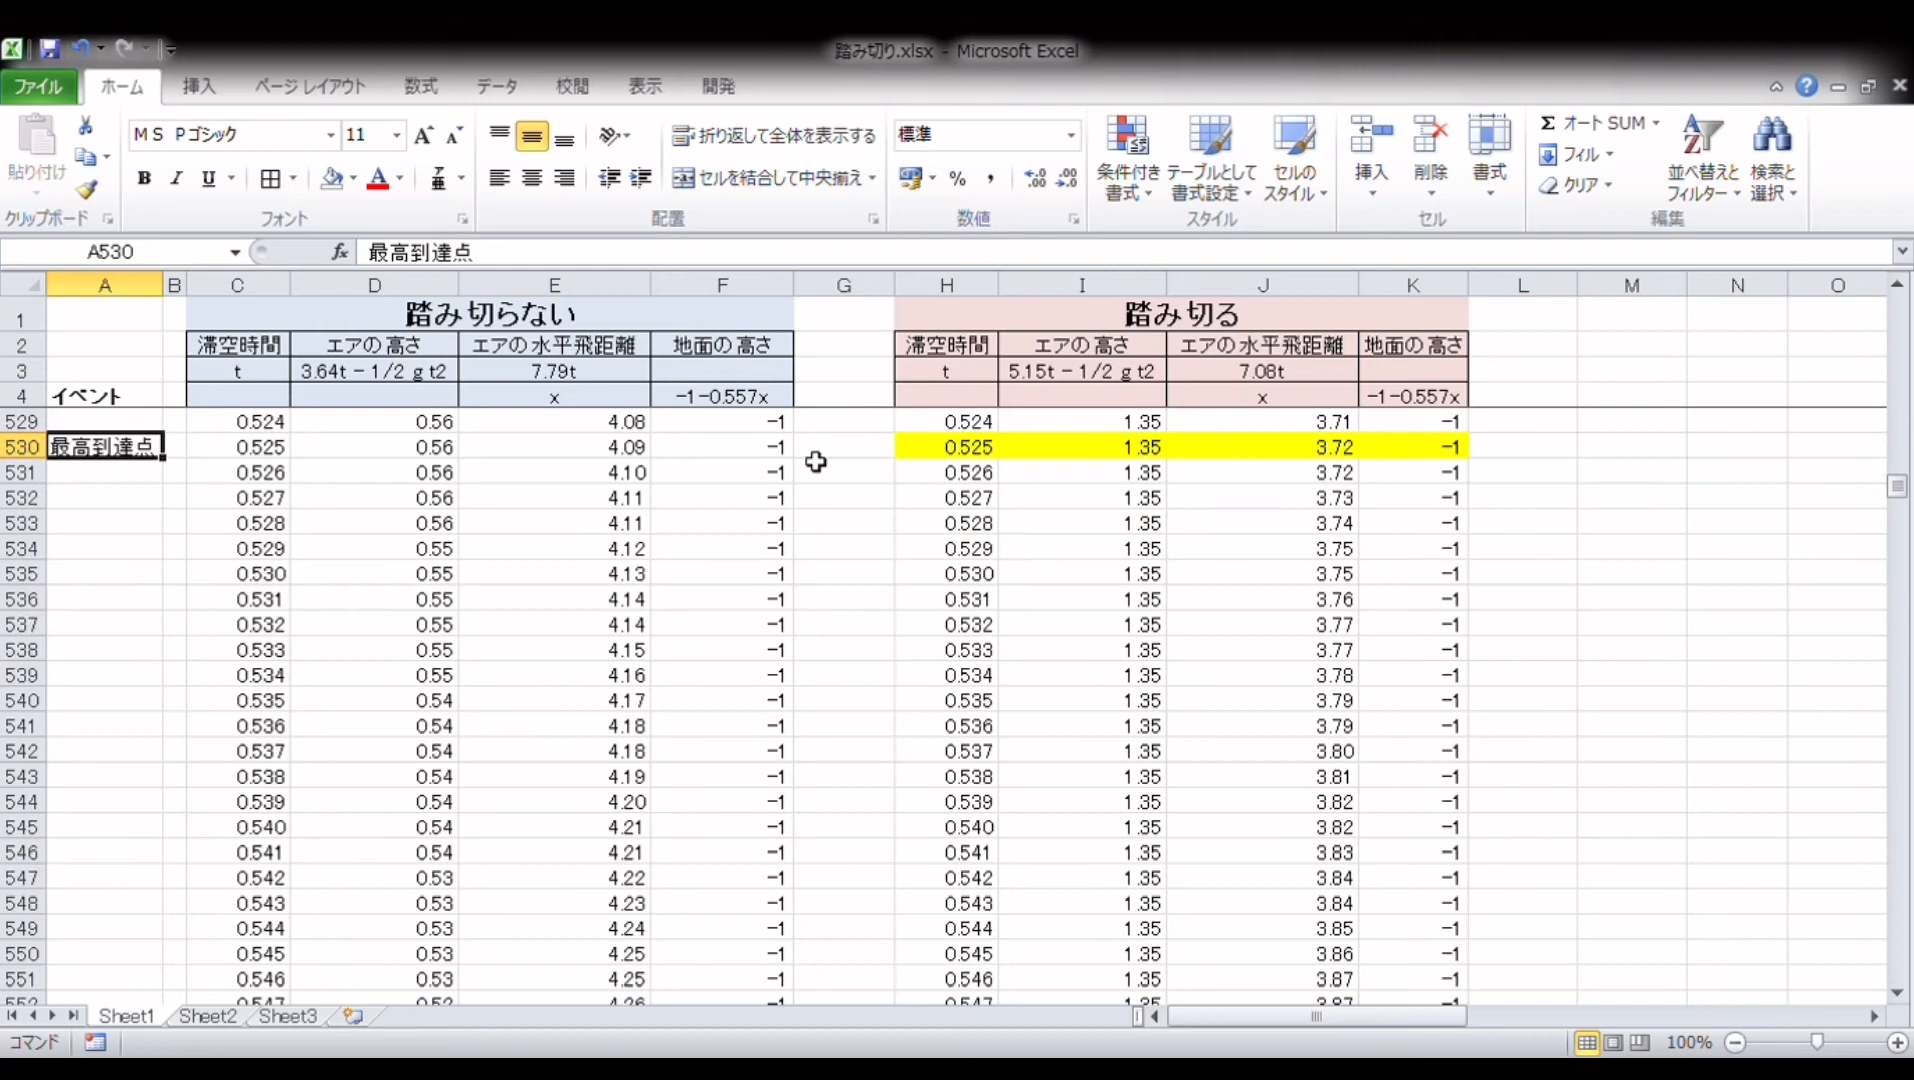 踏み切り.xlsx - Microsoft Excel
ファイル ホーム 挿入 ページ レイアウト 数式 データ 校閲 表示 開発
貼り付け
クリップボード
ＭＳ Ｐゴシック 11
B I U
フォント
折り返して全体を表示する
セルを結合して中央揃え
配置
標準
% ,
数値
条件付き書式 テーブルとして書式設定 セルのスタイル
スタイル
挿入 削除 書式
セル
Σ オート SUM
フィル
クリア
並べ替えとフィルター 検索と選択
編集
A530 fx 最高到達点
A B C D E F G H I J K L M N O
1 踏み切らない 踏み切る
2 滞空時間 エアの高さ エアの水平飛距離 地面の高さ 滞空時間 エアの高さ エアの水平飛距離 地面の高さ
3 t 3.64t－1/2 g t2 7.79t t 5.15t－1/2 g t2 7.08t
4 イベント x -1-0.557x x -1-0.557x
529 0.524 0.56 4.08 -1 0.524 1.35 3.71 -1
530 最高到達点 0.525 0.56 4.09 -1 0.525 1.35 3.72 -1
531 0.526 0.56 4.10 -1 0.526 1.35 3.72 -1
532 0.527 0.56 4.11 -1 0.527 1.35 3.73 -1
533 0.528 0.56 4.11 -1 0.528 1.35 3.74 -1
534 0.529 0.55 4.12 -1 0.529 1.35 3.75 -1
535 0.530 0.55 4.13 -1 0.530 1.35 3.75 -1
536 0.531 0.55 4.14 -1 0.531 1.35 3.76 -1
537 0.532 0.55 4.14 -1 0.532 1.35 3.77 -1
538 0.533 0.55 4.15 -1 0.533 1.35 3.77 -1
539 0.534 0.55 4.16 -1 0.534 1.35 3.78 -1
540 0.535 0.54 4.17 -1 0.535 1.35 3.79 -1
541 0.536 0.54 4.18 -1 0.536 1.35 3.79 -1
542 0.537 0.54 4.18 -1 0.537 1.35 3.80 -1
543 0.538 0.54 4.19 -1 0.538 1.35 3.81 -1
544 0.539 0.54 4.20 -1 0.539 1.35 3.82 -1
545 0.540 0.54 4.21 -1 0.540 1.35 3.82 -1
546 0.541 0.54 4.21 -1 0.541 1.35 3.83 -1
547 0.542 0.53 4.22 -1 0.542 1.35 3.84 -1
548 0.543 0.53 4.23 -1 0.543 1.35 3.84 -1
549 0.544 0.53 4.24 -1 0.544 1.35 3.85 -1
550 0.545 0.53 4.25 -1 0.545 1.35 3.86 -1
551 0.546 0.53 4.25 -1 0.546 1.35 3.87 -1
Sheet1 Sheet2 Sheet3
コマンド 100%